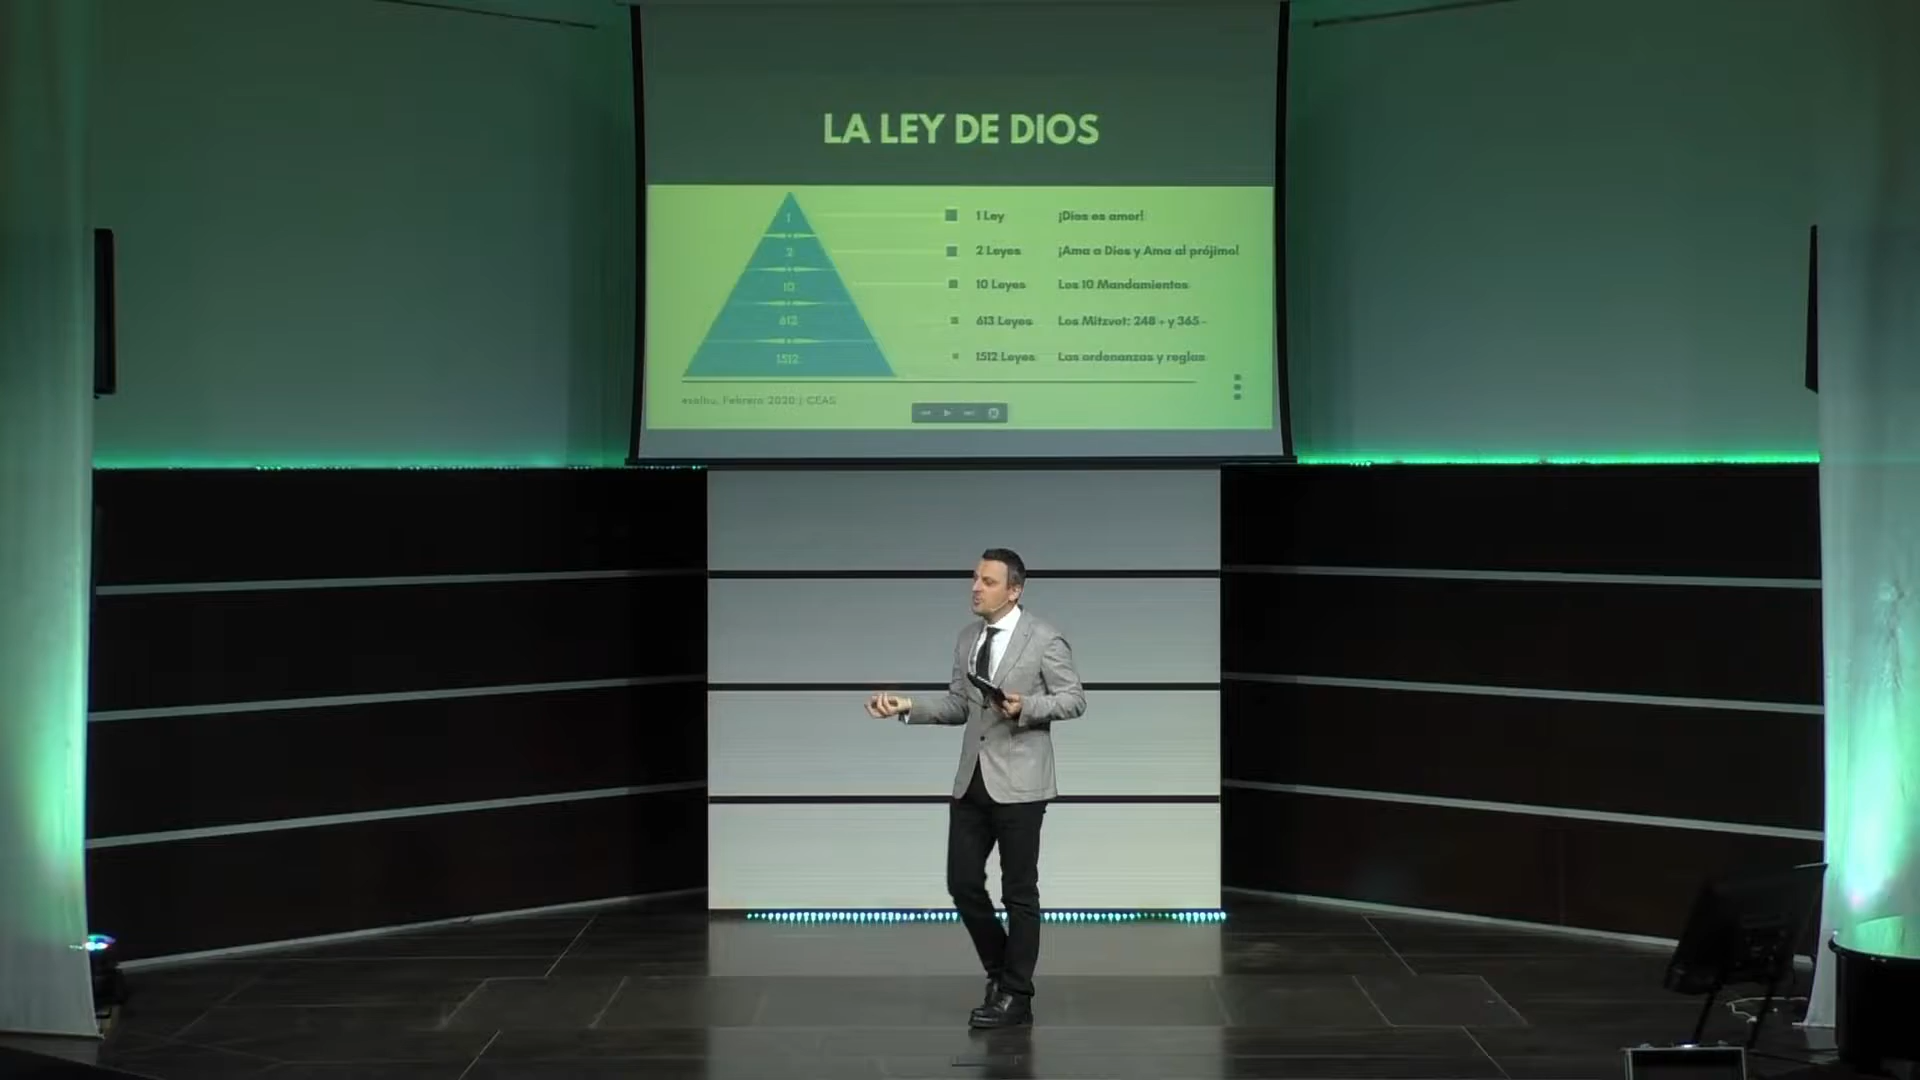 LA LEY DE DIOS
1
1 Ley
¡Dios es amor!
2
2 Leyes
¡Ama a Dios y Ama al prójimo!
10
10 Leyes
Los 10 Mandamientos
612
613 Leyes
Los Mitzvot: 248 + y 365 -
1512
1512 Leyes
Las ordenanzas y reglas
Febrero 2020 | CEAS